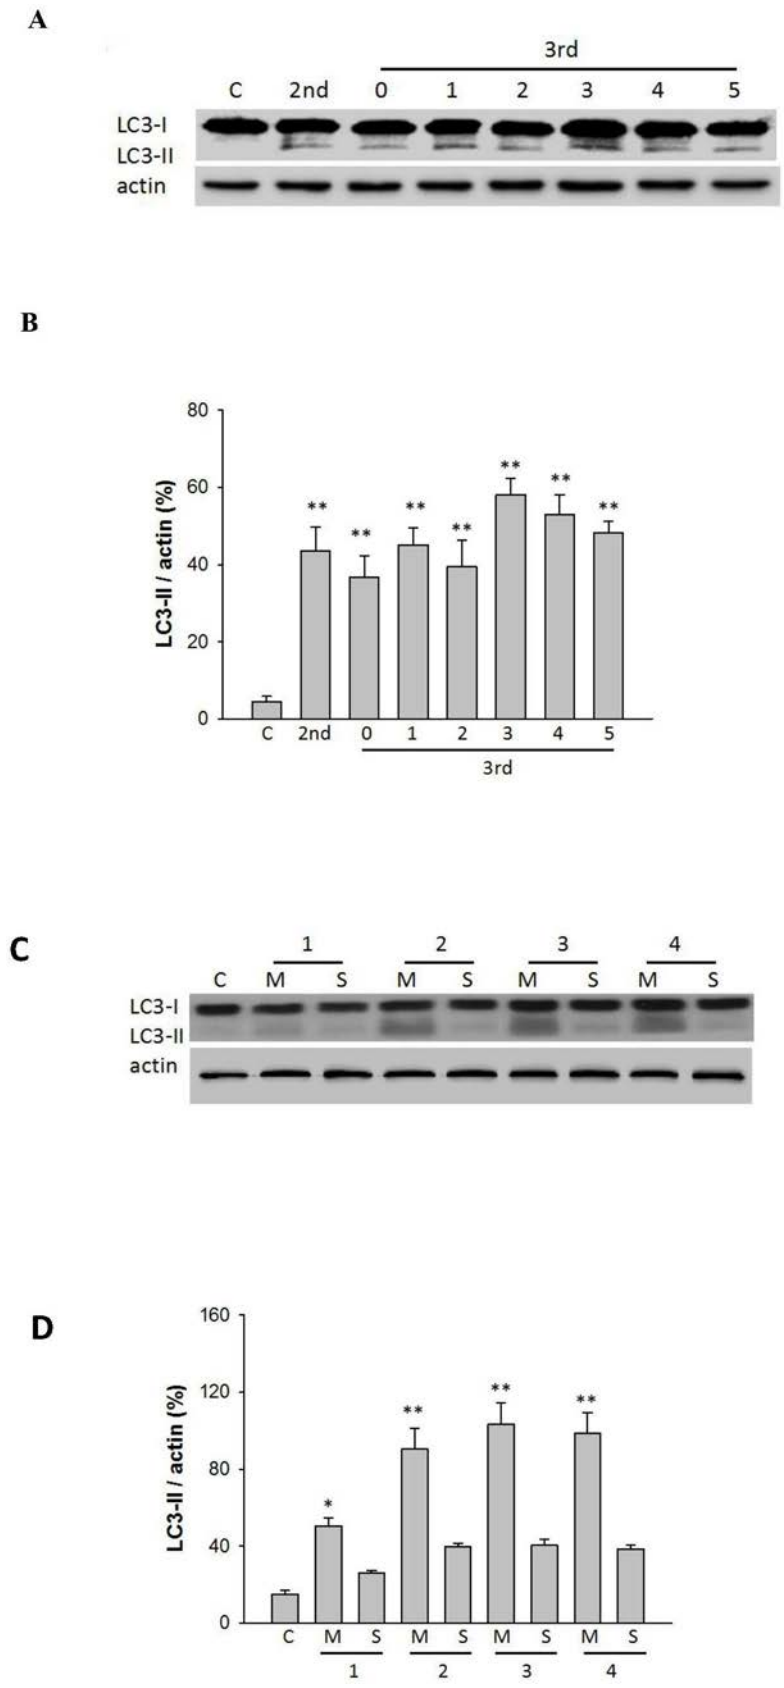 A
3rd
C 2nd 0 1 2 3 4 5
LC3-I
LC3-II
actin
B
80
60
40
20
0
LC3-II / actin (%)
** ** ** ** ** ** **
C 2nd 0 1 2 3 4 5
3rd
C
1 2 3 4
C M S M S M S M S
LC3-I
LC3-II
actin
D
160
120
80
40
0
LC3-II / actin (%)
* ** ** **
C M S M S M S M S
1 2 3 4